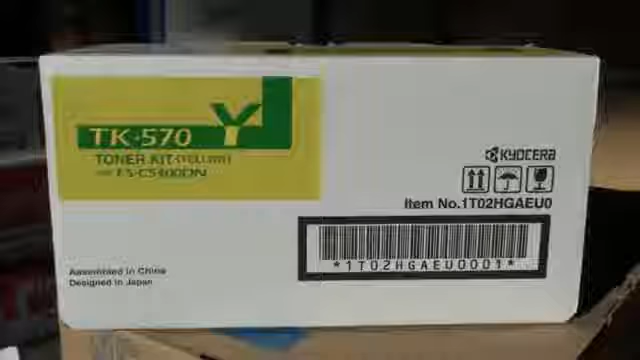 TK-570 Y
TONER KIT (YELLOW)
FS-C5400DN
KYOCERA
Item No.1T02HGAEU0
*1T02HGAEU0001*
Assembled in China
Designed in Japan